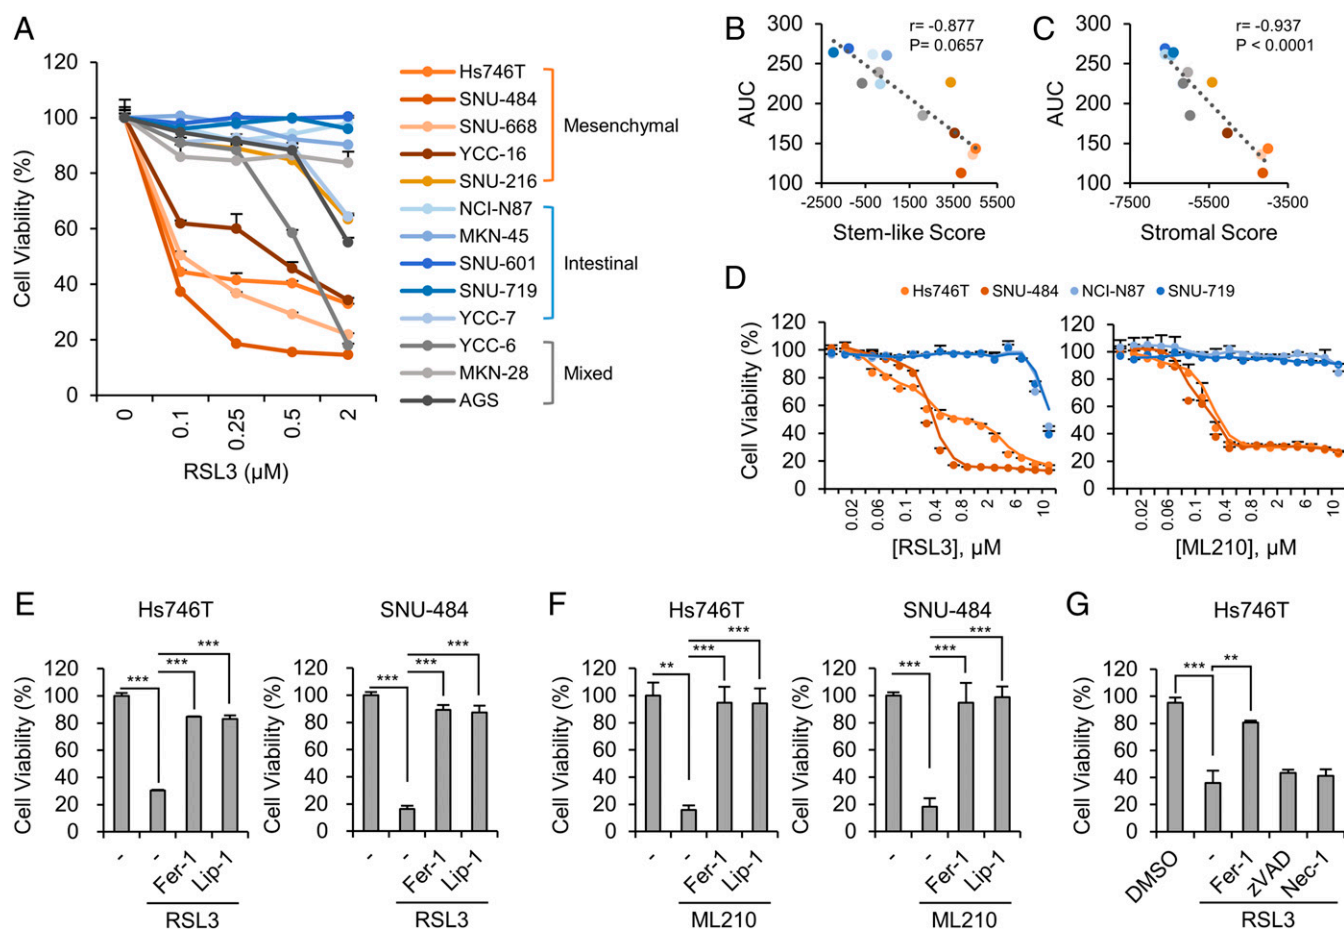 A
120
100
80
60
40
20
0
Cell Viability (%)
0
0.1
0.25
0.5
2
RSL3 (µM)
Hs746T
SNU-484
SNU-668
YCC-16
SNU-216
NCI-N87
MKN-45
SNU-601
SNU-719
YCC-7
YCC-6
MKN-28
AGS
Mesenchymal
Intestinal
Mixed
B
300
250
200
150
100
AUC
r= -0.877
P= 0.0657
-2500
1500
5500
Stem-like Score
C
300
250
200
150
100
AUC
r= -0.937
P < 0.0001
-7500
-5500
-3500
Stromal Score
D
Hs746T
SNU-484
NCI-N87
SNU-719
120
100
80
60
40
20
0
Cell Viability (%)
0.02
0.06
0.1
0.4
0.8
2
6
10
[RSL3], µM
120
100
80
60
40
20
0
0.02
0.06
0.1
0.4
0.8
2
6
10
[ML210], µM
E
Hs746T
120
100
80
60
40
20
0
Cell Viability (%)
***
***
***
-
-
Fer-1
Lip-1
RSL3
SNU-484
120
100
80
60
40
20
0
Cell Viability (%)
***
***
***
-
-
Fer-1
Lip-1
RSL3
F
Hs746T
120
100
80
60
40
20
0
Cell Viability (%)
**
***
***
-
-
Fer-1
Lip-1
ML210
SNU-484
120
100
80
60
40
20
0
Cell Viability (%)
***
***
***
-
-
Fer-1
Lip-1
ML210
G
Hs746T
120
100
80
60
40
20
0
Cell Viability (%)
***
**
DMSO
-
Fer-1
zVAD
Nec-1
RSL3